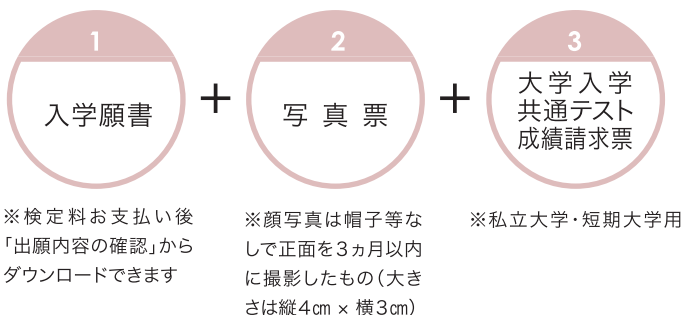 1
入学願書
※検定料お支払い後
「出願内容の確認」から
ダウンロードできます
+
2
写真票
※顔写真は帽子等な
しで正面を3ヵ月以内
に撮影したもの(大き
さは縦4㎝×横3㎝)
+
3
大学入学
共通テスト
成績請求票
※私立大学・短期大学用